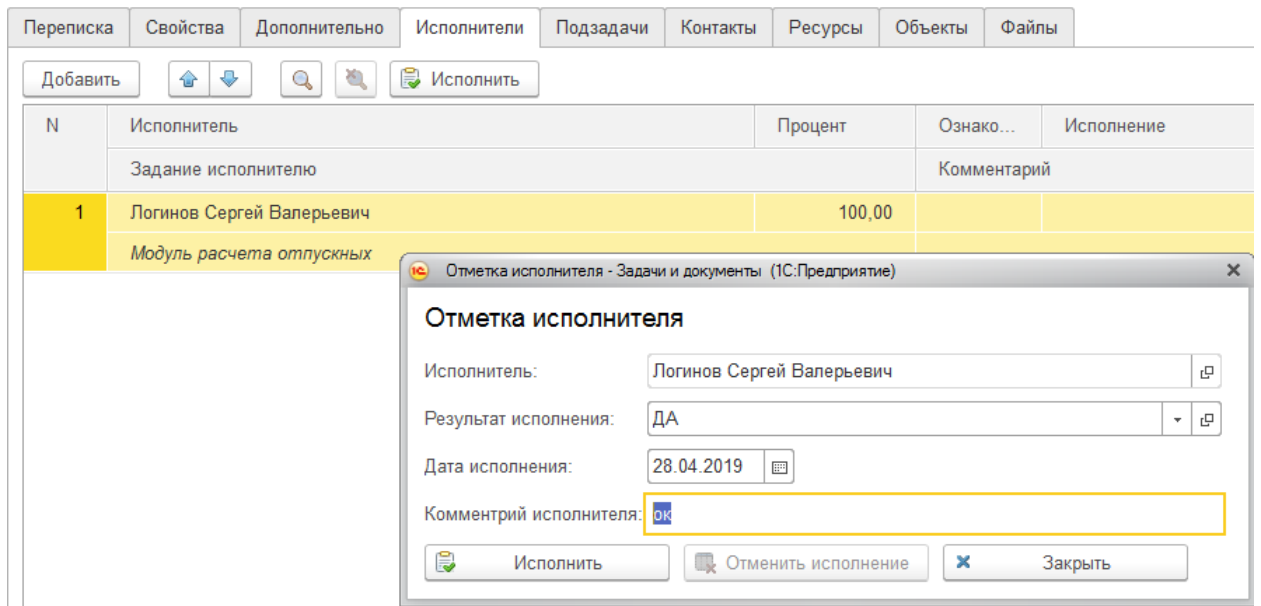 Переписка Свойства Дополнительно Исполнители Подзадачи Контакты Ресурсы Объекты Файлы
Добавить Исполнить
N Исполнитель Процент Ознако... Исполнение
Задание исполнителю Комментарий
1 Логинов Сергей Валерьевич 100,00
Модуль расчета отпускных
1С Отметка исполнителя - Задачи и документы (1С:Предприятие)
Отметка исполнителя
Исполнитель: Логинов Сергей Валерьевич
Результат исполнения: ДА
Дата исполнения: 28.04.2019
Комментрий исполнителя: ок
Исполнить Отменить исполнение Закрыть